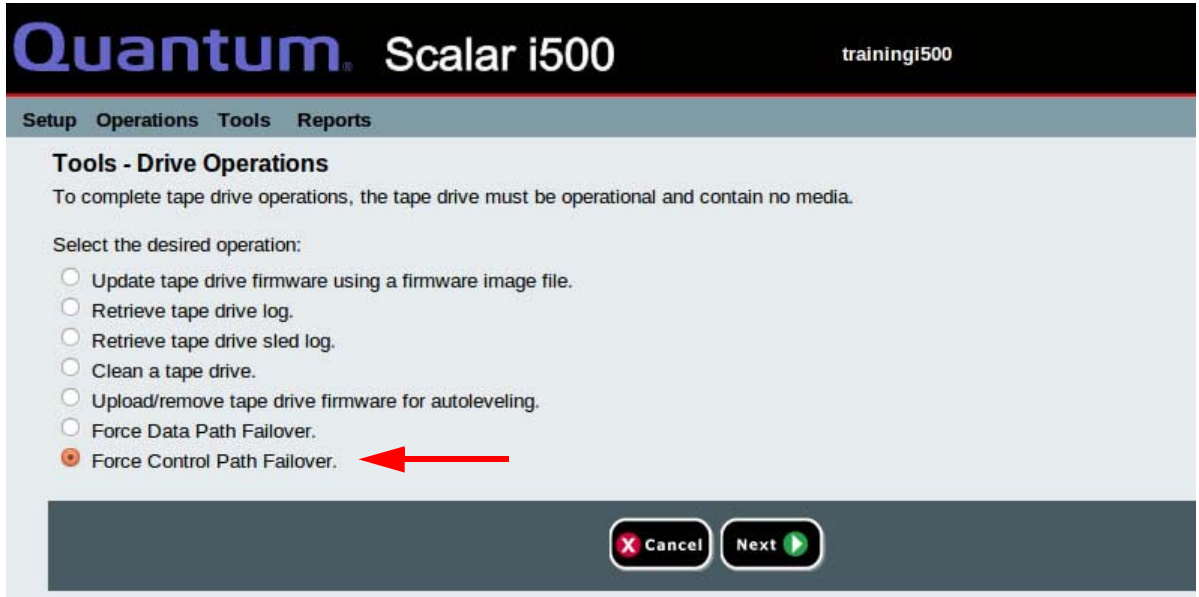 Quantum® Scalar i500
trainingi500
Setup Operations Tools Reports
Tools - Drive Operations
To complete tape drive operations, the tape drive must be operational and contain no media.
Select the desired operation:
Update tape drive firmware using a firmware image file.
Retrieve tape drive log.
Retrieve tape drive sled log.
Clean a tape drive.
Upload/remove tape drive firmware for autoleveling.
Force Data Path Failover.
Force Control Path Failover.
Cancel Next